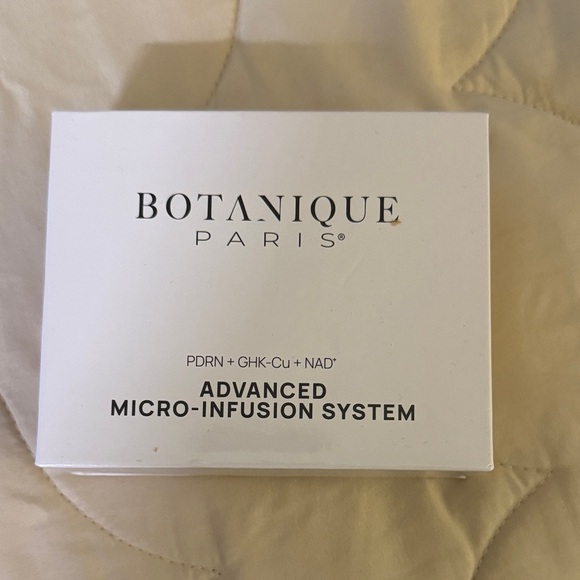 BOTANIQUE
PARIS®
PDRN + GHK-Cu + NAD⁺
ADVANCED
MICRO-INFUSION SYSTEM